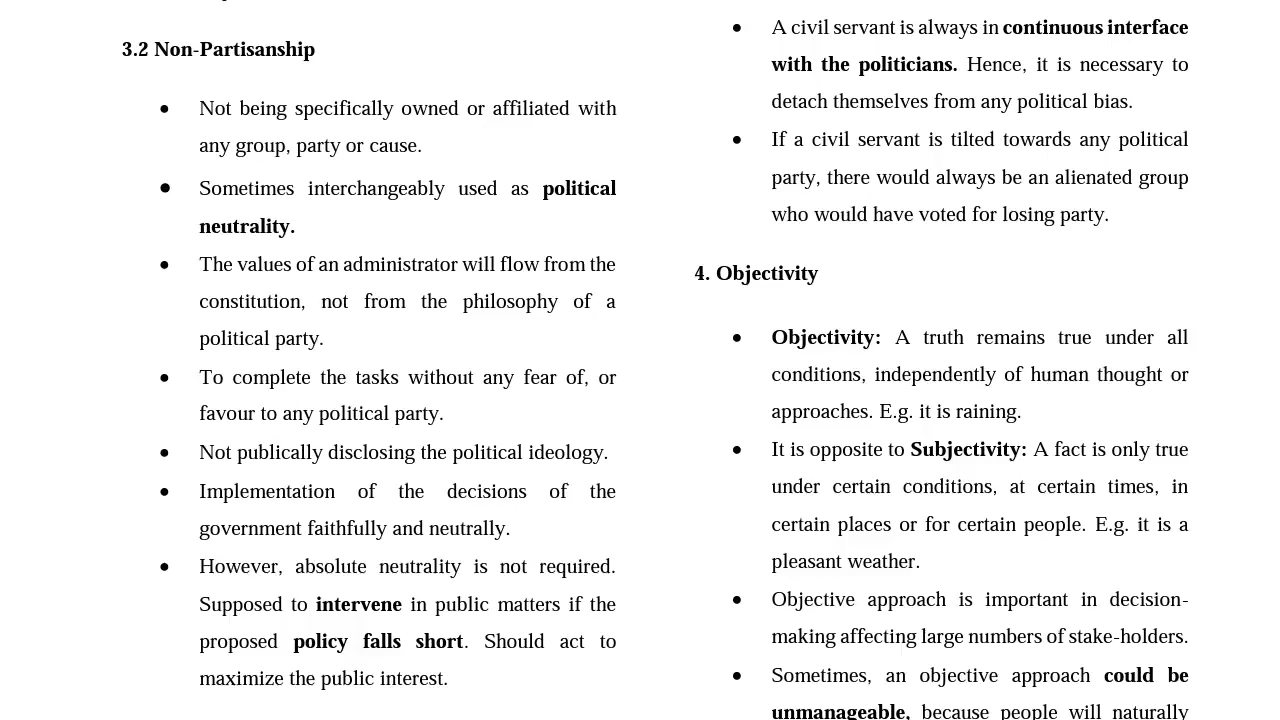 3.2 Non-Partisanship
• Not being specifically owned or affiliated with
any group, party or cause.
• Sometimes interchangeably used as political
neutrality.
• The values of an administrator will flow from the
constitution, not from the philosophy of a
political party.
• To complete the tasks without any fear of, or
favour to any political party.
• Not publically disclosing the political ideology.
• Implementation of the decisions of the
government faithfully and neutrally.
• However, absolute neutrality is not required.
Supposed to intervene in public matters if the
proposed policy falls short. Should act to
maximize the public interest.
• A civil servant is always in continuous interface
with the politicians. Hence, it is necessary to
detach themselves from any political bias.
• If a civil servant is tilted towards any political
party, there would always be an alienated group
who would have voted for losing party.
4. Objectivity
• Objectivity: A truth remains true under all
conditions, independently of human thought or
approaches. E.g. it is raining.
• It is opposite to Subjectivity: A fact is only true
under certain conditions, at certain times, in
certain places or for certain people. E.g. it is a
pleasant weather.
• Objective approach is important in decision-
making affecting large numbers of stake-holders.
• Sometimes, an objective approach could be
unmanageable, because people will naturally